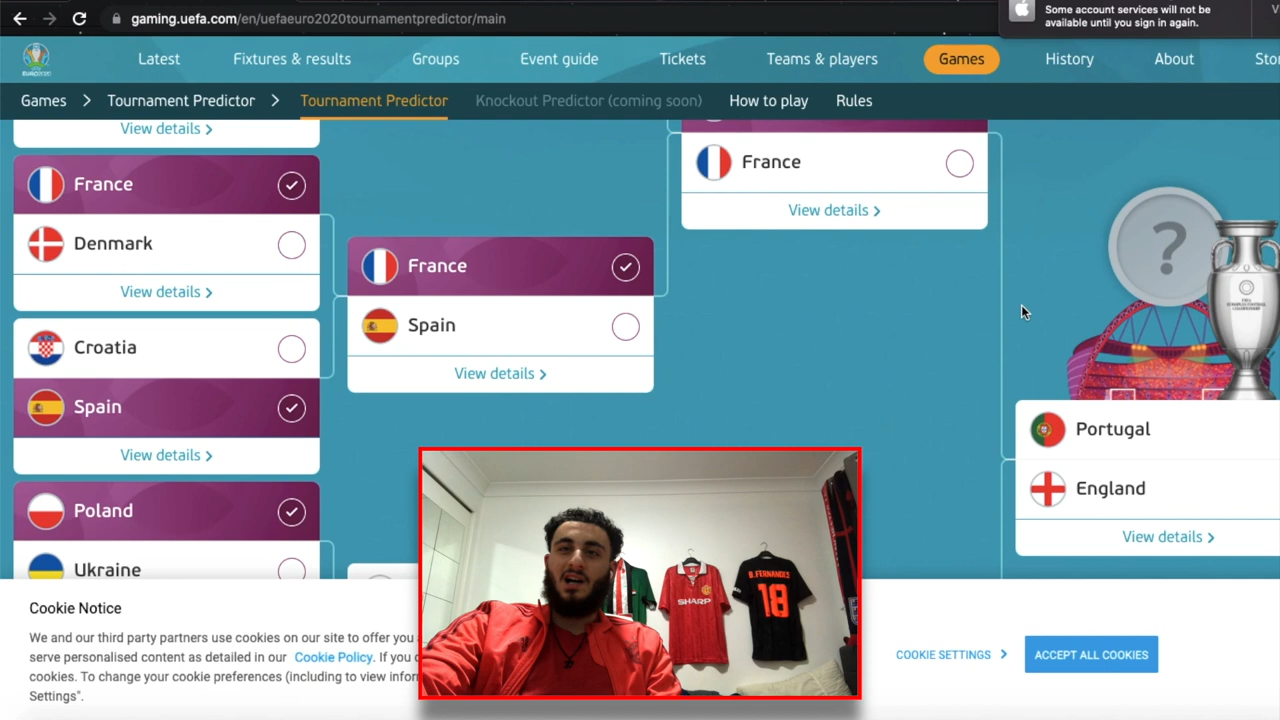 gaming.uefa.com/en/uefaeuro2020tournamentpredictor/main
Some account services will not be
available until you sign in again.
Latest
Fixtures & results
Groups
Event guide
Tickets
Teams & players
Games
History
About
Games
Tournament Predictor
Tournament Predictor
Knockout Predictor (coming soon)
How to play
Rules
View details
France
Denmark
View details
Croatia
Spain
View details
Poland
Ukraine
France
Spain
View details
France
View details
?
Portugal
England
View details
Cookie Notice
We and our third party partners use cookies on our site to offer you
serve personalised content as detailed in our Cookie Policy. If you
cookies. To change your cookie preferences (including to view
Settings".
COOKIE SETTINGS
ACCEPT ALL COOKIES
SHARP
B.FERNANDES
18